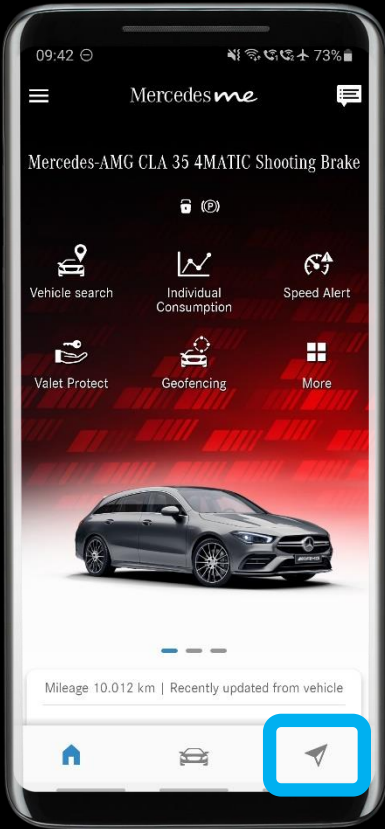 09:42 73%
Mercedes me
Mercedes-AMG CLA 35 4MATIC Shooting Brake
(P)
Vehicle search
Individual
Consumption
Speed Alert
Valet Protect
Geofencing
More
Mileage 10.012 km | Recently updated from vehicle